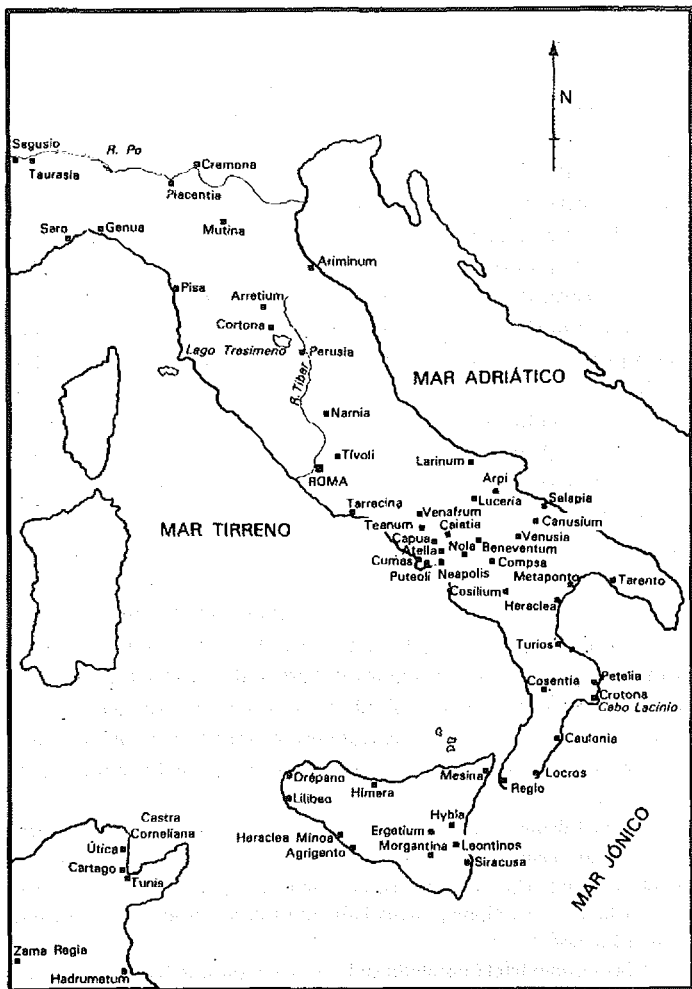 N
R. Po
Segusio
Taurasia
Cremona
Placentia
Saro
Genua
Mutina
Ariminum
Pisa
Arretium
Cortona
Lago Trasimeno
Perusia
R. Tiber
MAR ADRIÁTICO
Narnia
Tívoli
ROMA
Larinum
Arpi
Luceria
Salapia
Tarracina
Venafrum
Canusium
MAR TIRRENO
Teanum
Caiatia
Venusia
Capua
Beneventum
Atella
Nola
Cumas
Compsa
Puteoli
Neapolis
Metaponto
Tarento
Cosilium
Heraclea
Turios
Cosentia
Petelia
Crotona
Cabo Lacinio
Caulonia
Mesina
Locros
Regio
Drépano
Lilibeo
Himera
Hybla
Castra
Corneliana
Heraclea Minoa
Ergetium
Útica
Agrigento
Morgantina
Leontinos
Siracusa
Cartago
Tunis
MAR JÓNICO
Zama Regia
Hadrumetum